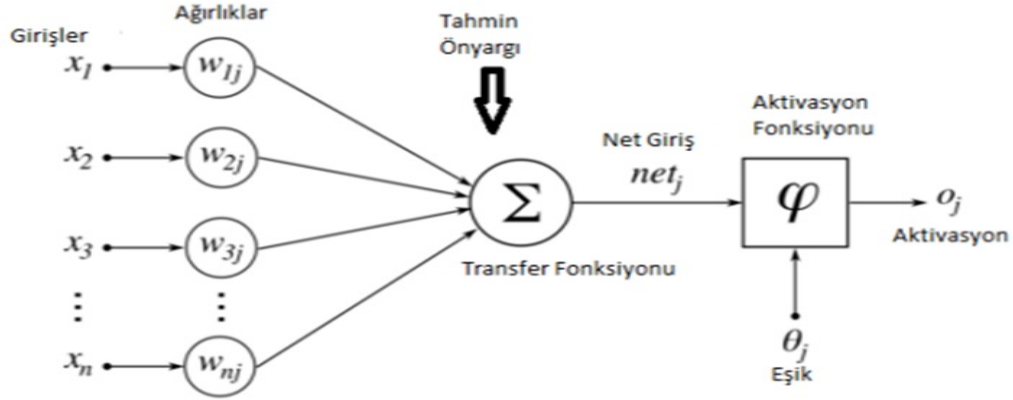 Girişler
Ağırlıklar
Tahmin
Önyargı
x1
w1j
x2
w2j
x3
w3j
xn
wnj
Σ
Transfer Fonksiyonu
Net Giriş
netj
Aktivasyon
Fonksiyonu
φ
oj
Aktivasyon
θj
Eşik